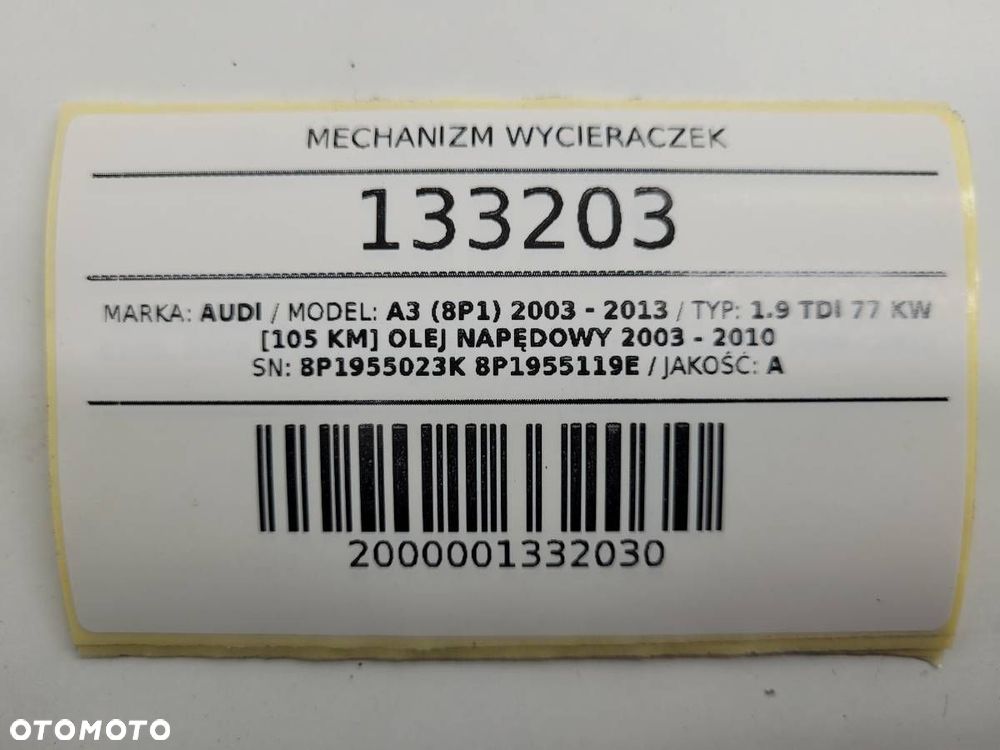 MECHANIZM WYCIERACZEK
133203
MARKA: AUDI / MODEL: A3 (8P1) 2003 - 2013 / TYP: 1.9 TDI 77 KW
[105 KM] OLEJ NAPĘDOWY 2003 - 2010
SN: 8P1955023K 8P1955119E / JAKOŚĆ: A
2000001332030
OTOMOTO